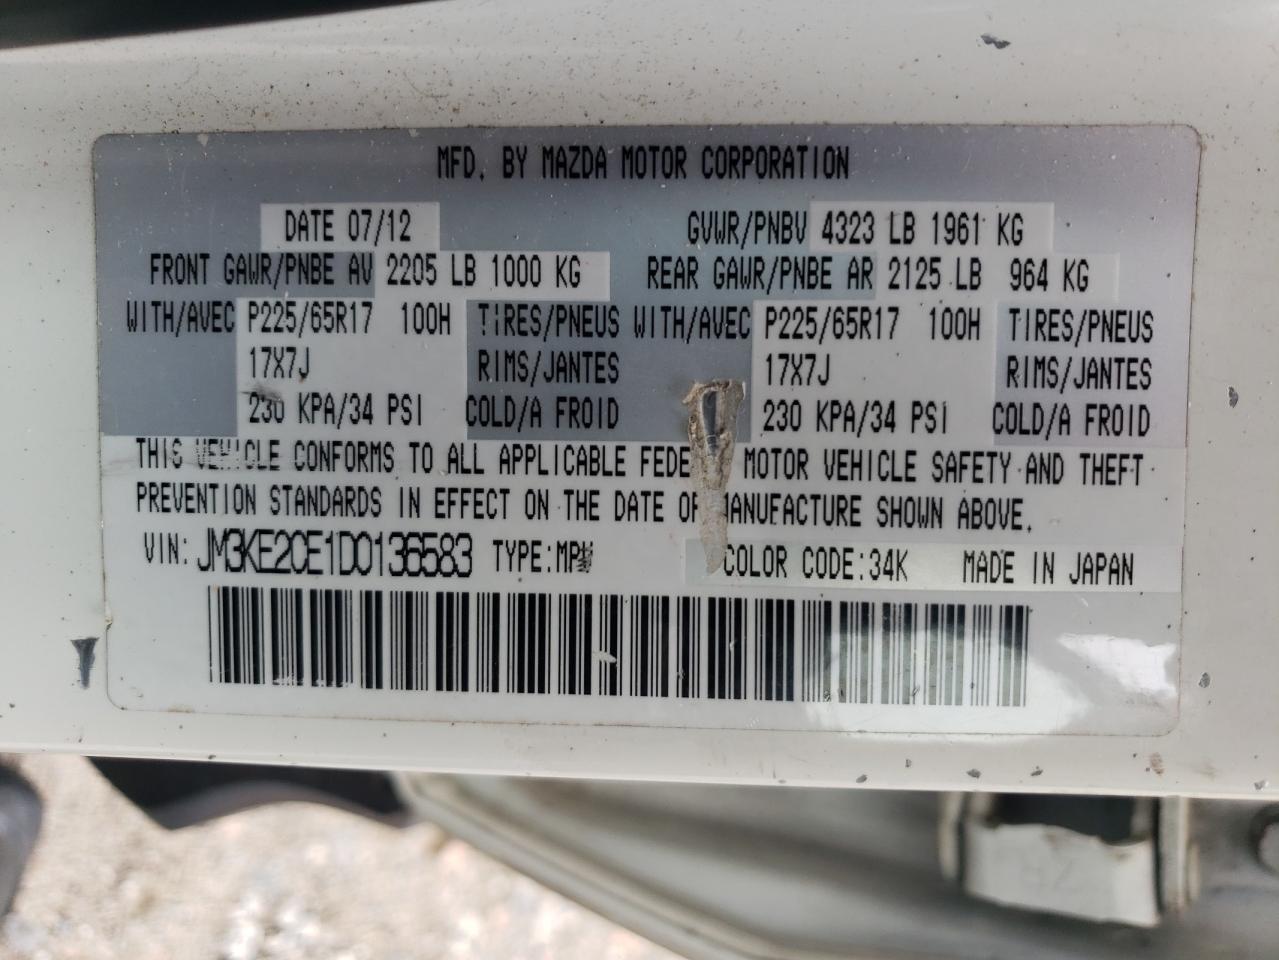 MFD. BY MAZDA MOTOR CORPORATION
DATE 07/12 GVWR/PNBV 4323 LB 1961 KG
FRONT GAWR/PNBE AV 2205 LB 1000 KG REAR GAWR/PNBE AR 2125 LB 964 KG
WITH/AVEC P225/65R17 100H TIRES/PNEUS WITH/AVEC P225/65R17 100H TIRES/PNEUS
17X7J RIMS/JANTES 17X7J RIMS/JANTES
230 KPA/34 PSI COLD/A FROID 230 KPA/34 PSI COLD/A FROID
THIS VEHICLE CONFORMS TO ALL APPLICABLE MOTOR VEHICLE SAFETY AND THEFT
PREVENTION STANDARDS IN EFFECT ON THE DATE OF MANUFACTURE SHOWN ABOVE.
VIN: JM3KE2CE1D0136583 TYPE: COLOR CODE:34K MADE IN JAPAN